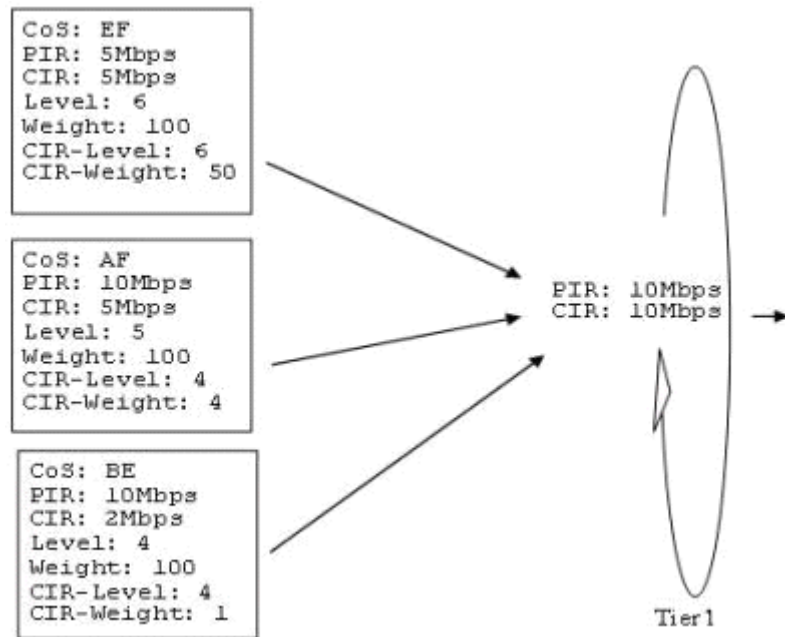 CoS: EF
PIR: 5Mbps
CIR: 5Mbps
Level: 6
Weight: 100
CIR-Level: 6
CIR-Weight: 50
CoS: AF
PIR: 10Mbps
CIR: 5Mbps
Level: 5
Weight: 100
CIR-Level: 4
CIR-Weight: 4
CoS: BE
PIR: 10Mbps
CIR: 2Mbps
Level: 4
Weight: 100
CIR-Level: 4
CIR-Weight: 1
PIR: 10Mbps
CIR: 10Mbps
Tier1